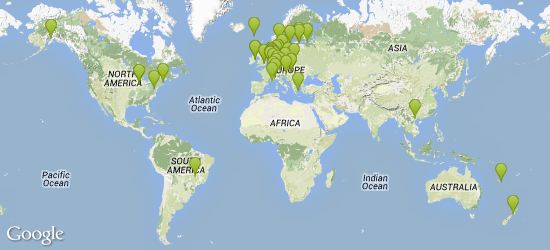 NORTH
AMERICA
ASIA
EUROPE
Atlantic
Ocean
AFRICA
SOUTH
AMERICA
Pacific
Ocean
Indian
Ocean
AUSTRALIA
Google